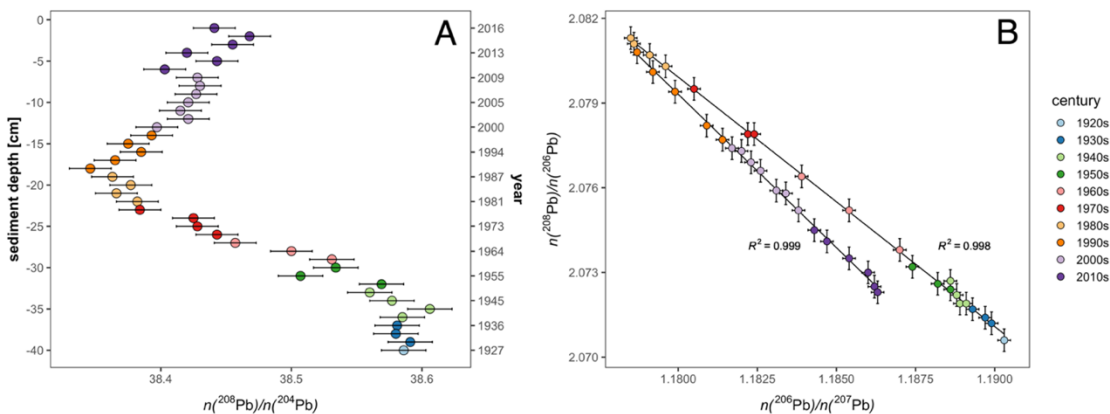 A
0
-5
-10
-15
-20
-25
-30
-35
-40
sediment depth [cm]
2016
2013
2009
2005
2000
1994
1987
1981
1973
1964
1955
1945
1936
1927
year
38.4
38.5
38.6
n(²⁰⁸Pb)/n(²⁰⁴Pb)
B
2.082
2.079
2.076
2.073
2.070
n(²⁰⁸Pb)/n(²⁰⁶Pb)
R² = 0.999
R² = 0.998
1.1800
1.1825
1.1850
1.1875
1.1900
n(²⁰⁶Pb)/n(²⁰⁷Pb)
century
1920s
1930s
1940s
1950s
1960s
1970s
1980s
1990s
2000s
2010s